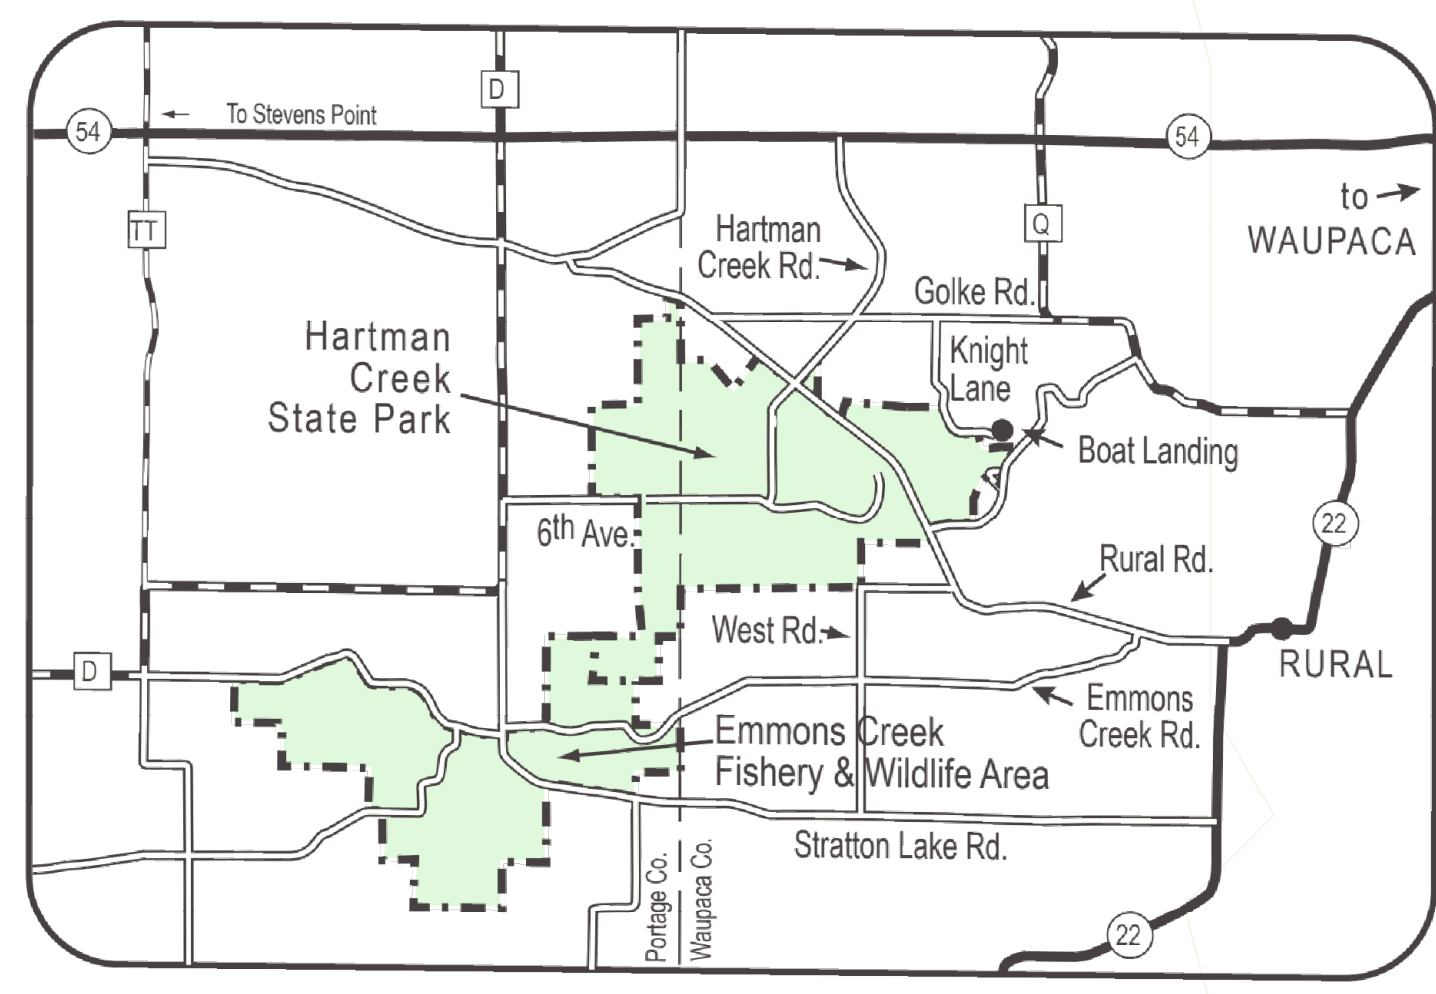 D
To Stevens Point
54
54
to
WAUPACA
TT
Hartman
Creek Rd.
Q
Golke Rd.
Hartman
Creek
State Park
Knight
Lane
Boat Landing
6th Ave.
22
Rural Rd.
West Rd.
RURAL
D
Emmons
Creek Rd.
Emmons Creek
Fishery & Wildlife Area
Stratton Lake Rd.
Portage Co.
Waupaca Co.
22